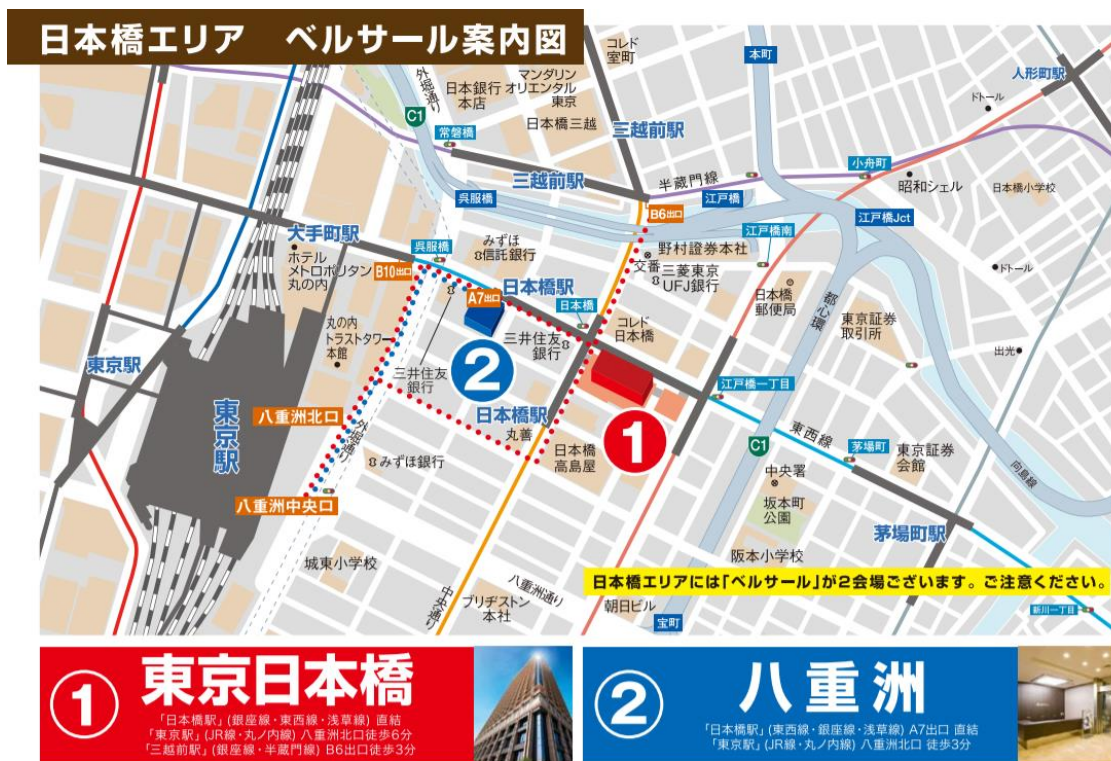 日本橋エリア ベルサール案内図
コレド
室町
本町
人形町駅
ドトール
外堀通り
日本銀行
本店
マンダリン
オリエンタル
東京
日本橋三越
三越前駅
C1
常盤橋
小舟町
三越前駅
半蔵門線
昭和シェル
日本橋小学校
呉服橋
江戸橋
B6出口
江戸橋Jct
江戸橋南
大手町駅
呉服橋
みずほ
信託銀行
野村證券本社
交番
三菱東京
UFJ銀行
ホテル
メトロポリタン
丸の内
B10出口
A7出口
日本橋駅
日本橋
日本橋
郵便局
都心環
ドトール
東京証券
取引所
丸の内
トラストタワー
本館
三井住友
銀行
コレド
日本橋
出光
東京駅
三井住友
銀行
2
江戸橋一丁目
東京駅
八重洲北口
日本橋駅
丸善
1
東西線
外堀通り
みずほ銀行
日本橋
高島屋
C1
茅場町
東京証券
会館
中央署
向島線
八重洲中央口
坂本町
公園
茅場町駅
城東小学校
阪本小学校
八重洲通り
日本橋エリアには「ベルサール」が2会場ございます。ご注意ください。
中央通り
ブリヂストン
本社
朝日ビル
宝町
新川一丁目
1 東京日本橋
「日本橋駅」(銀座線・東西線・浅草線) 直結
「東京駅」(JR線・丸ノ内線) 八重洲北口徒歩6分
「三越前駅」(銀座線・半蔵門線) B6出口徒歩3分
2 八重洲
「日本橋駅」(東西線・銀座線・浅草線) A7出口 直結
「東京駅」(JR線・丸ノ内線) 八重洲北口 徒歩3分